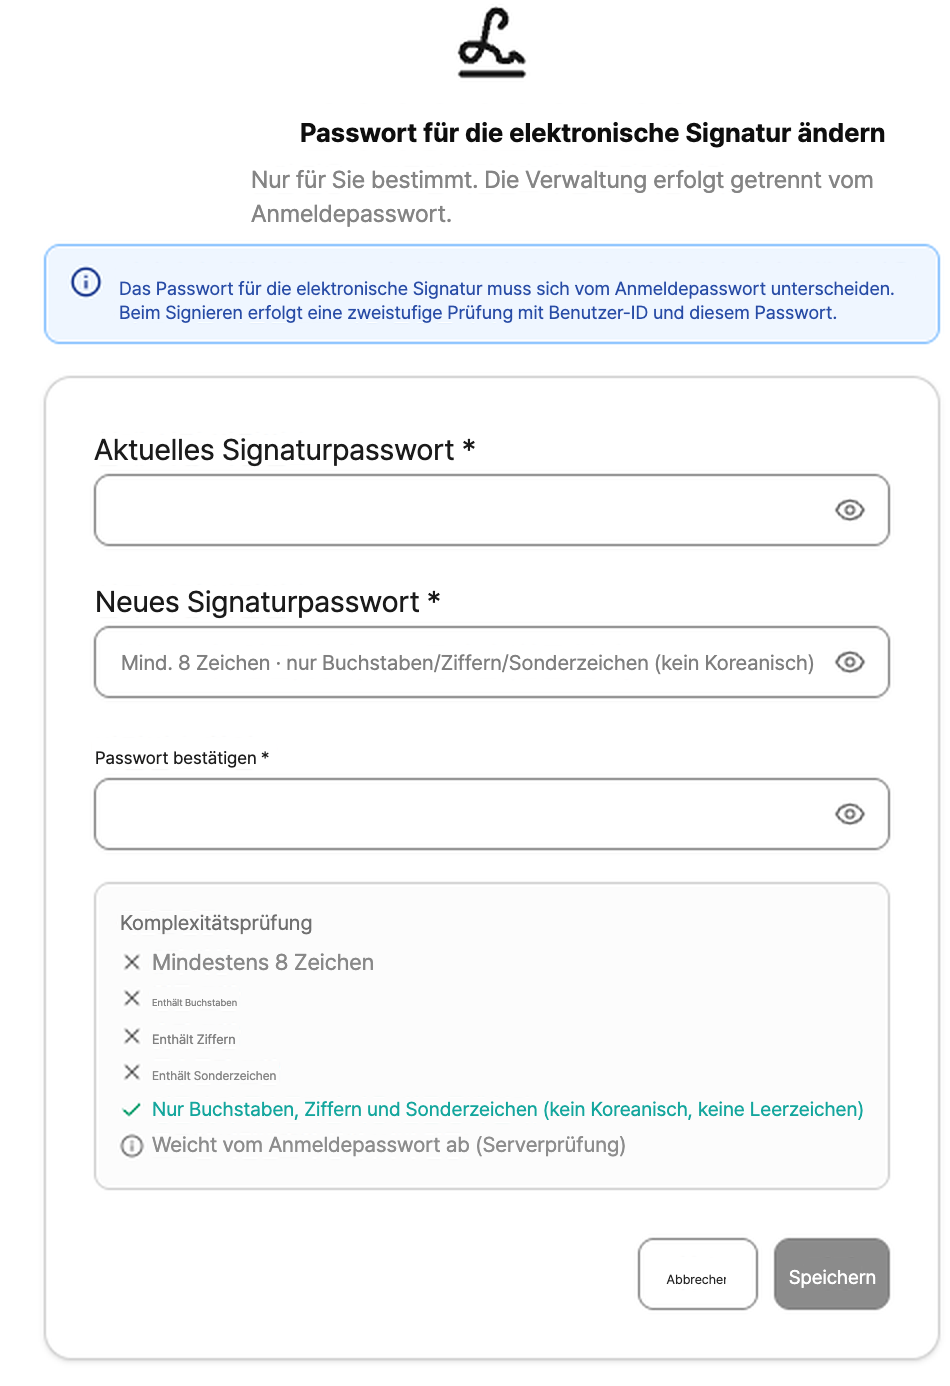 Passwort für die elektronische Signatur ändern
Nur für Sie bestimmt. Die Verwaltung erfolgt getrennt vom
Anmeldepasswort.
Das Passwort für die elektronische Signatur muss sich vom Anmeldepasswort unterscheiden.
Beim Signieren erfolgt eine zweistufige Prüfung mit Benutzer-ID und diesem Passwort.
Aktuelles Signaturpasswort *
Neues Signaturpasswort *
Mind. 8 Zeichen · nur Buchstaben/Ziffern/Sonderzeichen (kein Koreanisch)
Passwort bestätigen *
Komplexitätsprüfung
Mindestens 8 Zeichen
Enthält Buchstaben
Enthält Ziffern
Enthält Sonderzeichen
Nur Buchstaben, Ziffern und Sonderzeichen (kein Koreanisch, keine Leerzeichen)
Weicht vom Anmeldepasswort ab (Serverprüfung)
Abbrechen
Speichern